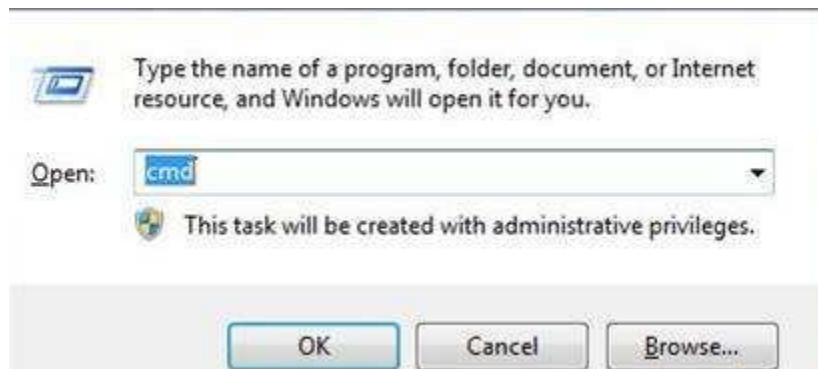 Type the name of a program, folder, document, or Internet
resource, and Windows will open it for you.
Open:
cmd
This task will be created with administrative privileges.
OK
Cancel
Browse...